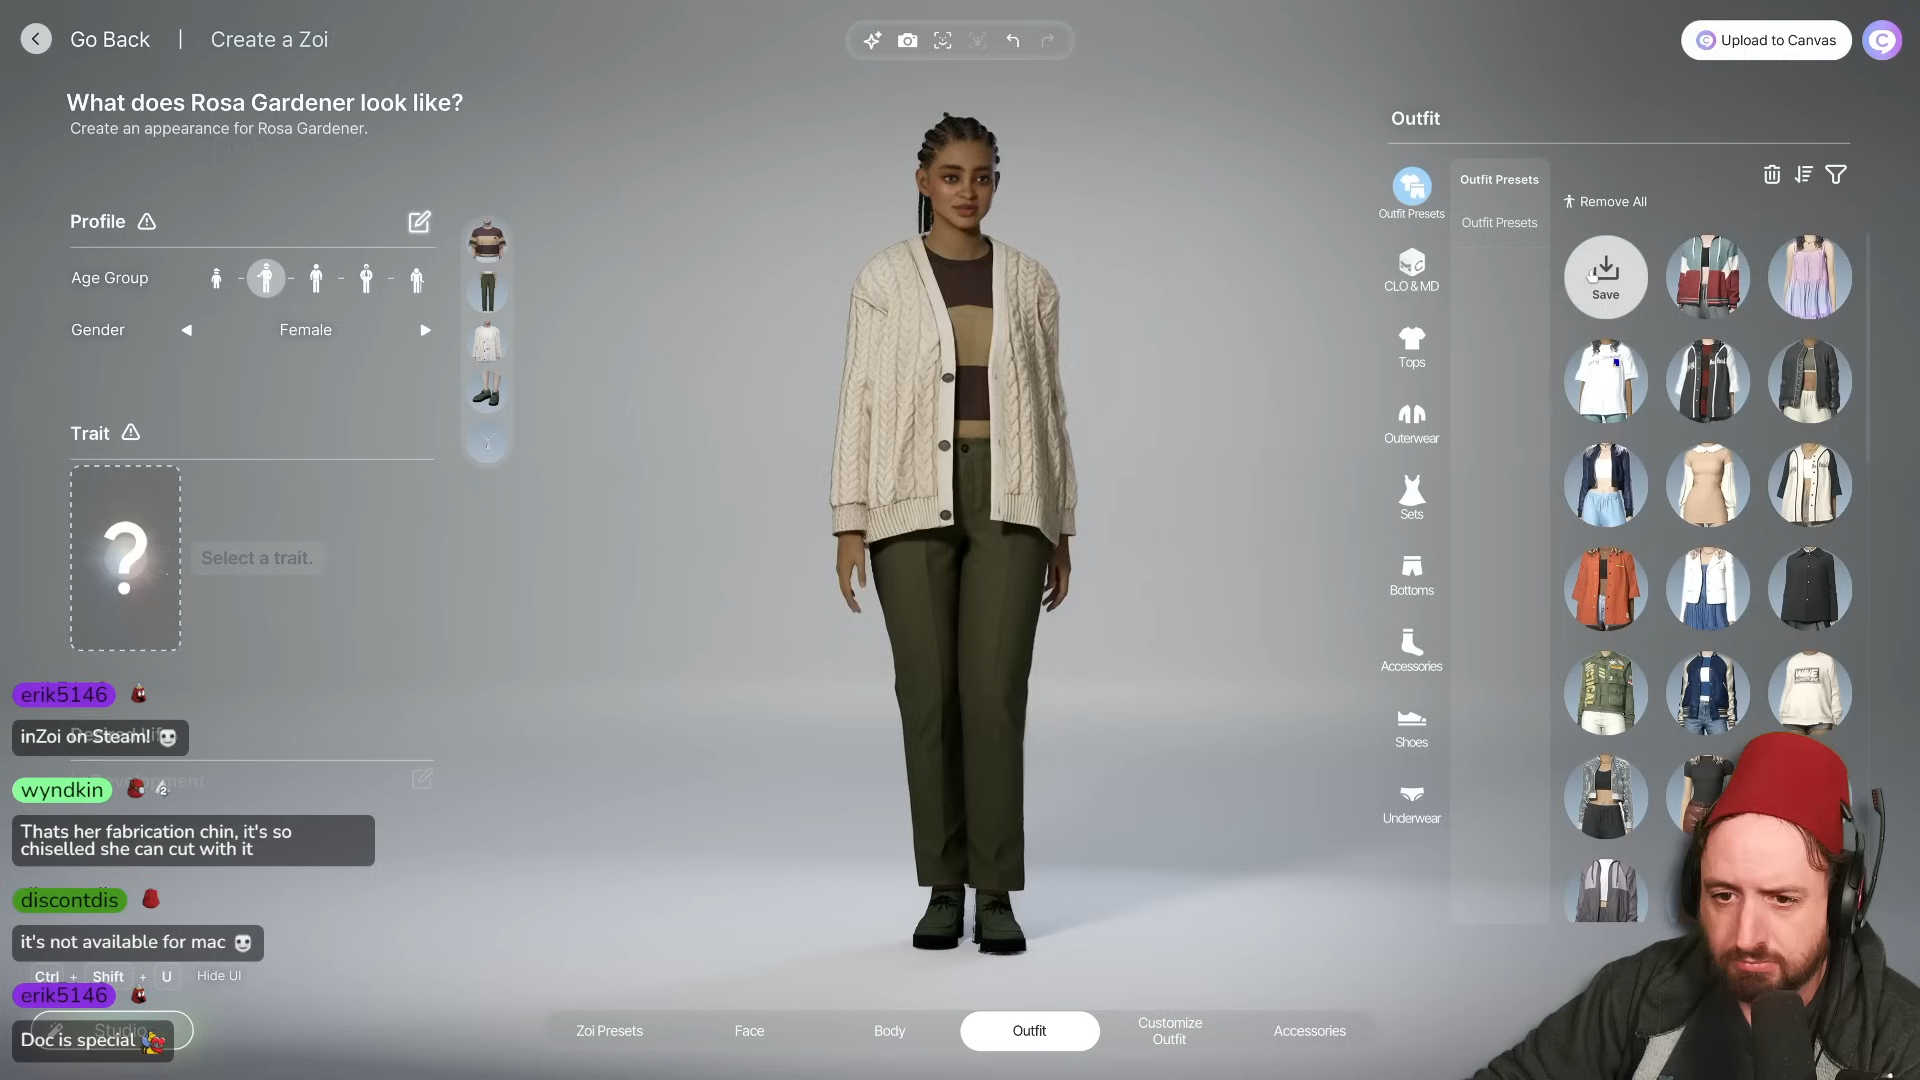 Go Back | Create a Zoi
Upload to Canvas
What does Rosa Gardener look like?
Create an appearance for Rosa Gardener.
Profile
Age Group
Gender
Female
Trait
?
Select a trait.
erik5146
inZoi on Steam!
wyndkin
2
Thats her fabrication chin, it's so
chiselled she can cut with it
discontdis
it's not available for mac
Ctrl + Shift + U Hide UI
erik5146
Studio
Doc is special
Outfit
Outfit Presets
CLO & MD
Tops
Outerwear
Sets
Bottoms
Accessories
Shoes
Underwear
Outfit Presets
Outfit Presets
Remove All
Save
Zoi Presets
Face
Body
Outfit
Customize
Outfit
Accessories